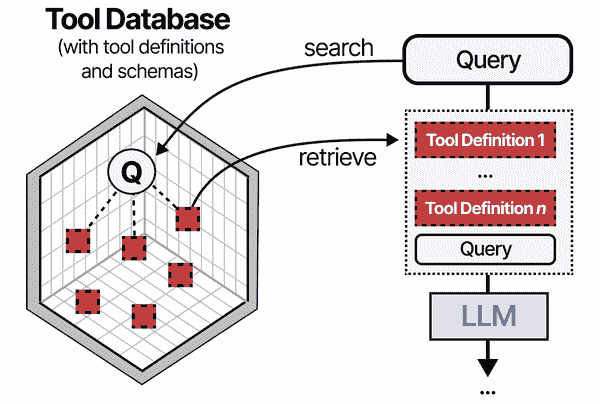 Tool Database
(with tool definitions
and schemas)
search
Query
Q
retrieve
Tool Definition 1
...
Tool Definition n
Query
LLM
...